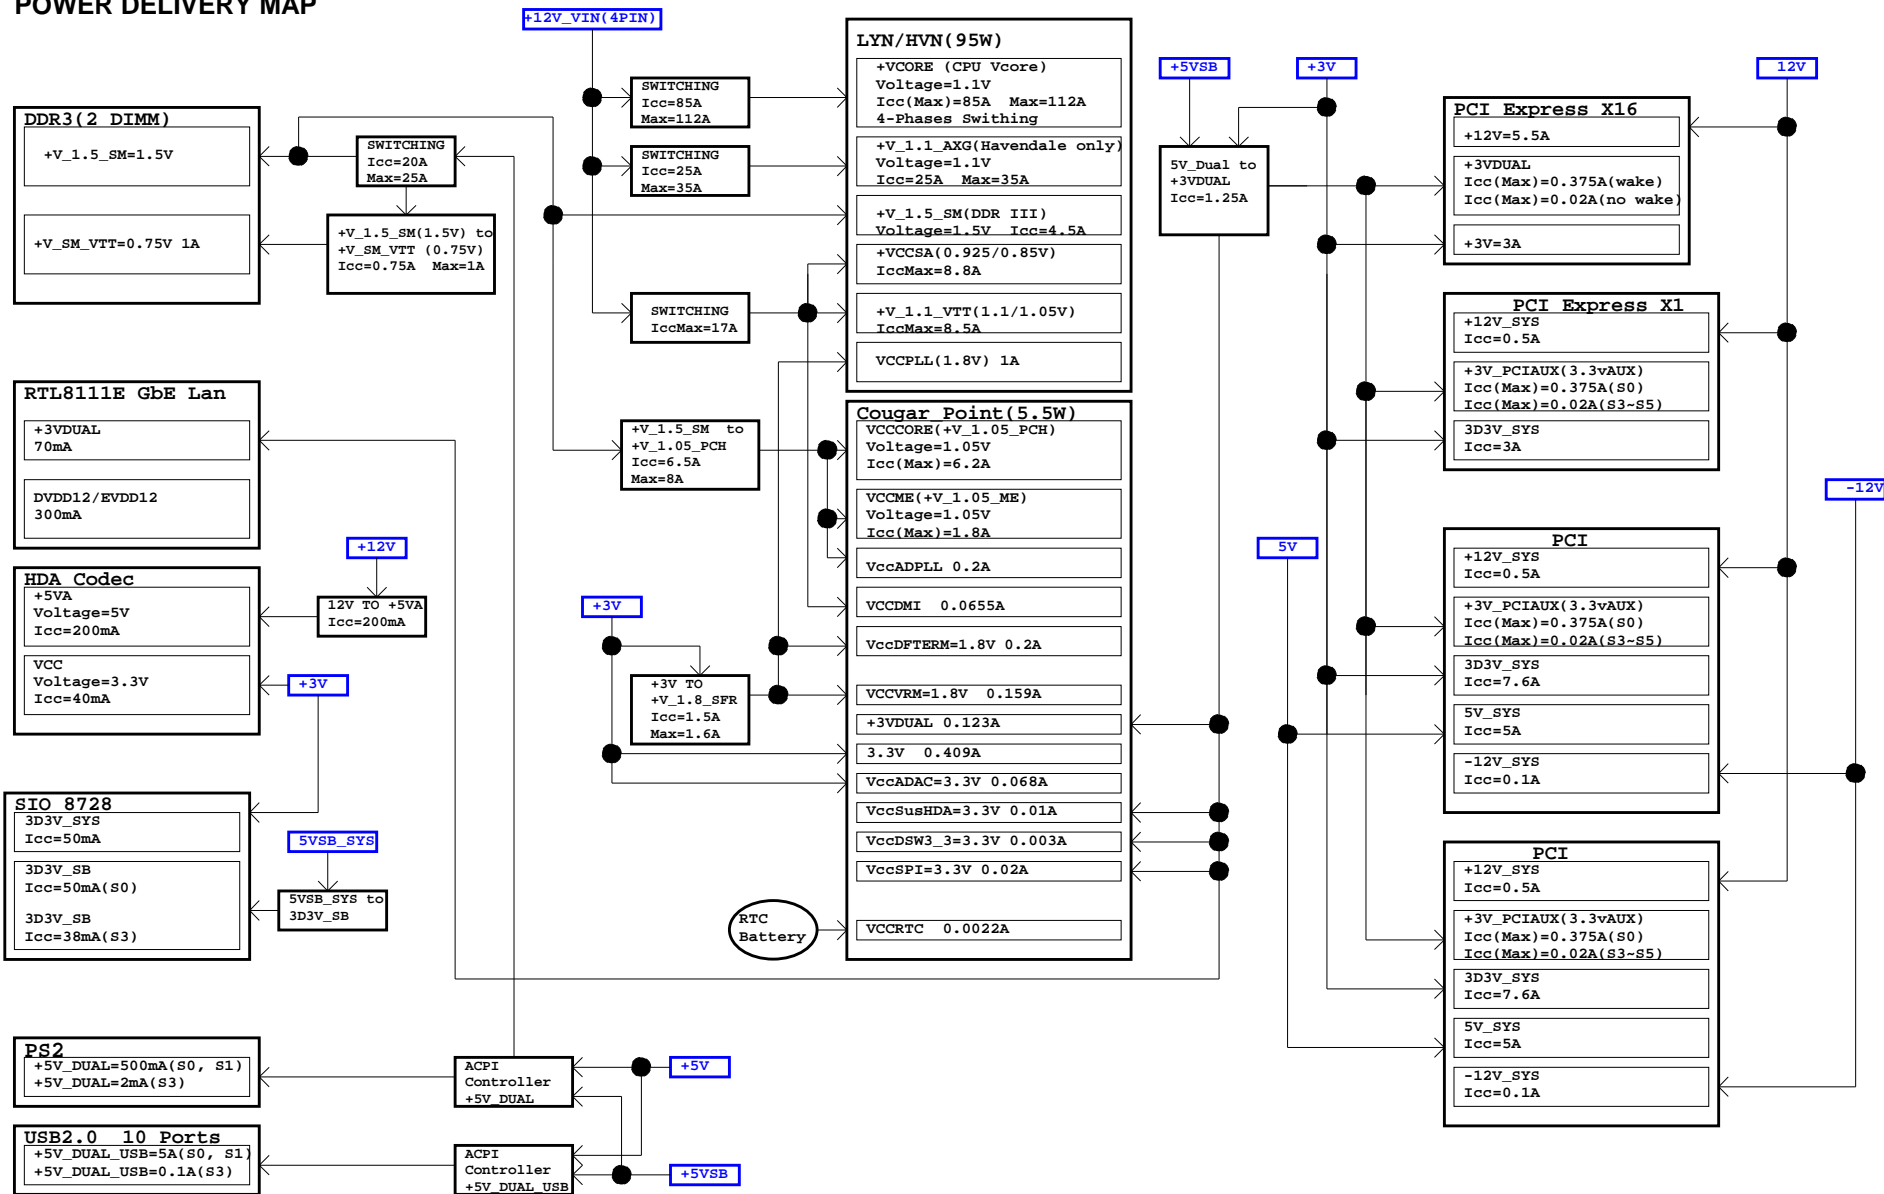 POWER DELIVERY MAP
+12V_VIN(4PIN)
DDR3(2 DIMM)
+V_1.5_SM=1.5V
+V_SM_VTT=0.75V 1A
SWITCHING
Icc=20A
Max=25A
+V_1.5_SM(1.5V) to
+V_SM_VTT (0.75V)
Icc=0.75A  Max=1A
RTL8111E GbE Lan
+3VDUAL
70mA
DVDD12/EVDD12
300mA
HDA Codec
+5VA
Voltage=5V
Icc=200mA
VCC
Voltage=3.3V
Icc=40mA
+12V
12V TO +5VA
Icc=200mA
+3V
SIO 8728
3D3V_SYS
Icc=50mA
3D3V_SB
Icc=50mA(S0)
3D3V_SB
Icc=38mA(S3)
5VSB_SYS
5VSB_SYS to
3D3V_SB
PS2
+5V_DUAL=500mA(S0, S1)
+5V_DUAL=2mA(S3)
USB2.0  10 Ports
+5V_DUAL_USB=5A(S0, S1)
+5V_DUAL_USB=0.1A(S3)
ACPI
Controller
+5V_DUAL
ACPI
Controller
+5V_DUAL_USB
+5V
+5VSB
SWITCHING
Icc=85A
Max=112A
SWITCHING
Icc=25A
Max=35A
SWITCHING
IccMax=17A
+V_1.5_SM  to
+V_1.05_PCH
Icc=6.5A
Max=8A
+3V
+3V TO
+V_1.8_SFR
Icc=1.5A
Max=1.6A
RTC
Battery
LYN/HVN(95W)
+VCORE (CPU Vcore)
Voltage=1.1V
Icc(Max)=85A  Max=112A
4-Phases Swithing
+V_1.1_AXG(Havendale only)
Voltage=1.1V
Icc=25A  Max=35A
+V_1.5_SM(DDR III)
Voltage=1.5V  Icc=4.5A
+VCCSA(0.925/0.85V)
IccMax=8.8A
+V_1.1_VTT(1.1/1.05V)
IccMax=8.5A
VCCPLL(1.8V) 1A
Cougar Point(5.5W)
VCCCORE(+V_1.05_PCH)
Voltage=1.05V
Icc(Max)=6.2A
VCCME(+V_1.05_ME)
Voltage=1.05V
Icc(Max)=1.8A
VccADPLL 0.2A
VCCDMI  0.0655A
VccDFTERM=1.8V 0.2A
VCCVRM=1.8V  0.159A
+3VDUAL 0.123A
3.3V  0.409A
VccADAC=3.3V 0.068A
VccSusHDA=3.3V 0.01A
VccDSW3_3=3.3V 0.003A
VccSPI=3.3V 0.02A
VCCRTC  0.0022A
+5VSB
+3V
12V
5V_Dual to
+3VDUAL
Icc=1.25A
5V
-12V
PCI Express X16
+12V=5.5A
+3VDUAL
Icc(Max)=0.375A(wake)
Icc(Max)=0.02A(no wake)
+3V=3A
PCI Express X1
+12V_SYS
Icc=0.5A
+3V_PCIAUX(3.3vAUX)
Icc(Max)=0.375A(S0)
Icc(Max)=0.02A(S3~S5)
3D3V_SYS
Icc=3A
PCI
+12V_SYS
Icc=0.5A
+3V_PCIAUX(3.3vAUX)
Icc(Max)=0.375A(S0)
Icc(Max)=0.02A(S3~S5)
3D3V_SYS
Icc=7.6A
5V_SYS
Icc=5A
-12V_SYS
Icc=0.1A
PCI
+12V_SYS
Icc=0.5A
+3V_PCIAUX(3.3vAUX)
Icc(Max)=0.375A(S0)
Icc(Max)=0.02A(S3~S5)
3D3V_SYS
Icc=7.6A
5V_SYS
Icc=5A
-12V_SYS
Icc=0.1A